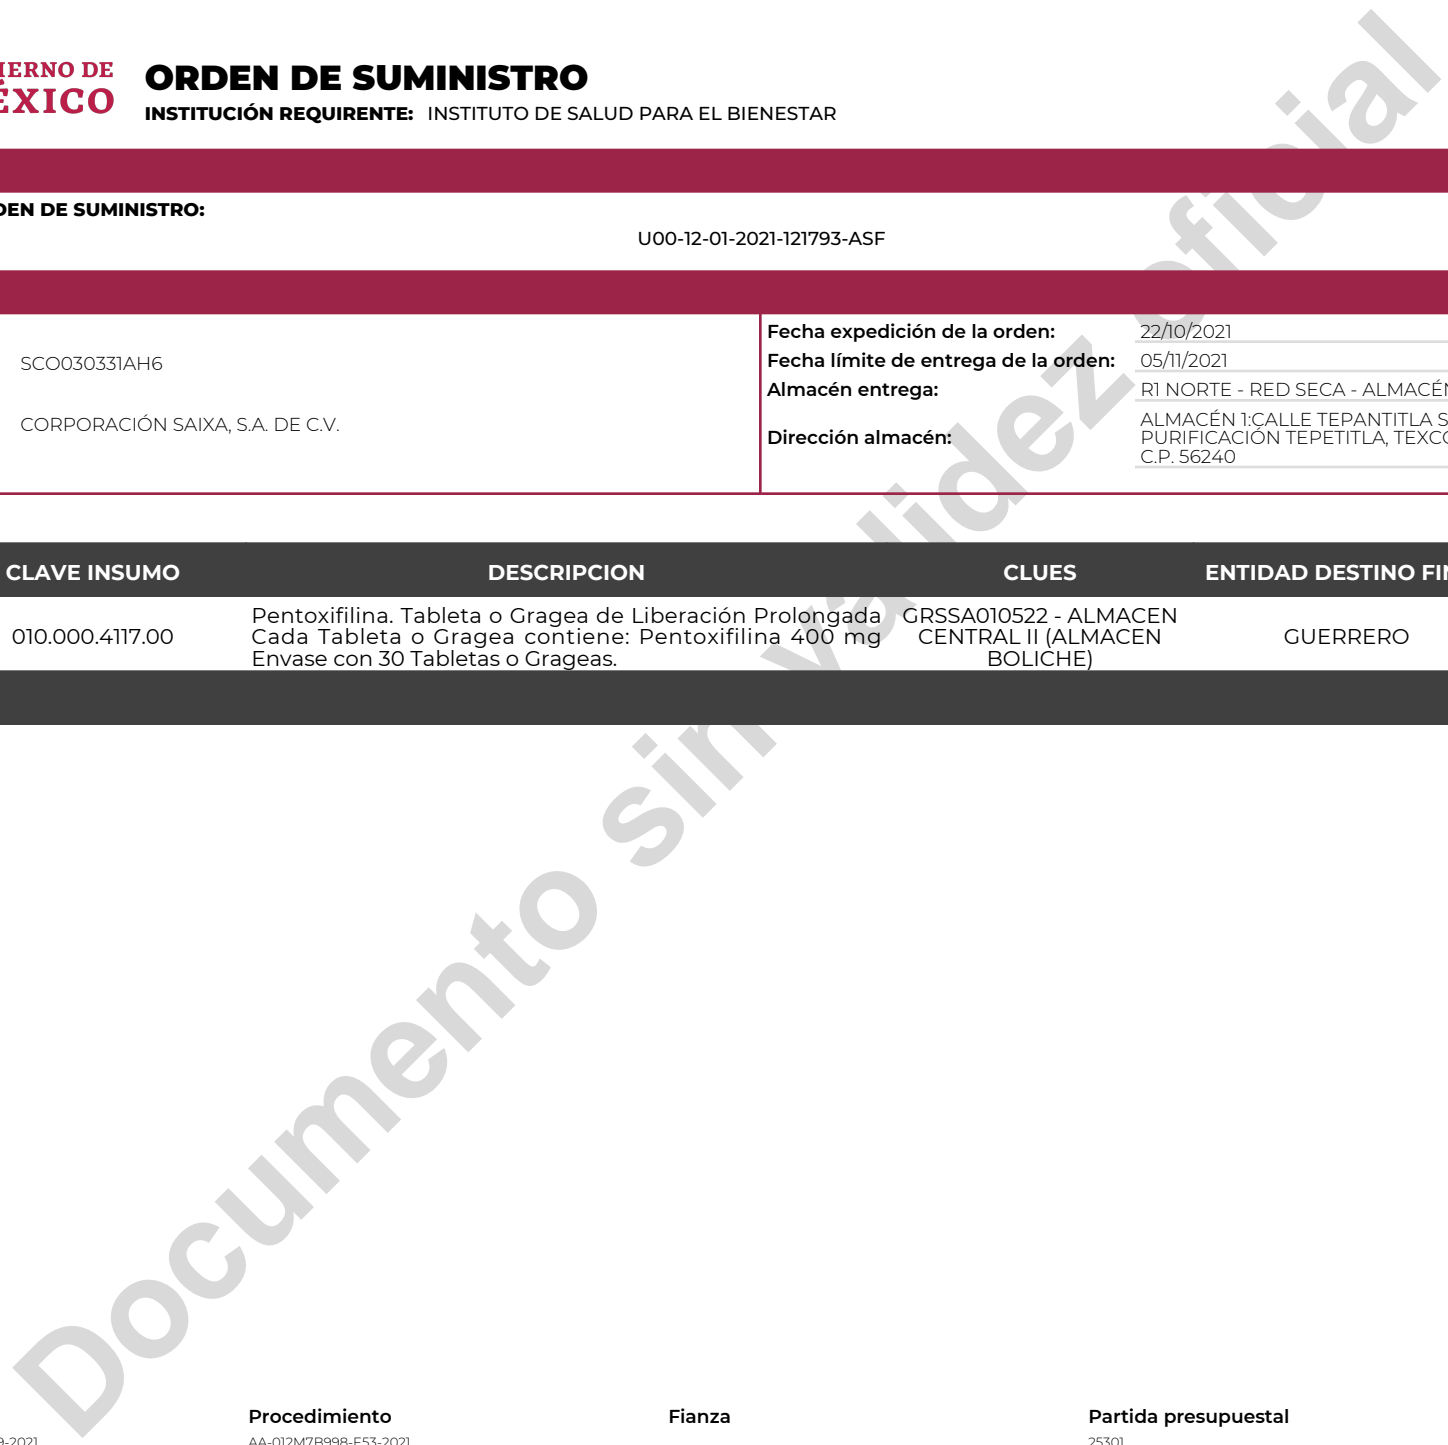 IERNO DE
ÉXICO
ORDEN DE SUMINISTRO
INSTITUCIÓN REQUIRENTE: INSTITUTO DE SALUD PARA EL BIENESTAR
DEN DE SUMINISTRO:
U00-12-01-2021-121793-ASF
SCO030331AH6
CORPORACIÓN SAIXA, S.A. DE C.V.
Fecha expedición de la orden: 22/10/2021
Fecha límite de entrega de la orden: 05/11/2021
Almacén entrega: R1 NORTE - RED SECA - ALMACÉN
Dirección almacén: ALMACÉN 1:CALLE TEPANTITLA S
PURIFICACIÓN TEPETITLA, TEXCO
C.P. 56240
CLAVE INSUMO DESCRIPCION CLUES ENTIDAD DESTINO FIN
010.000.4117.00
Pentoxifilina. Tableta o Gragea de Liberación Prolongada
Cada Tableta o Gragea contiene: Pentoxifilina 400 mg
Envase con 30 Tabletas o Grageas.
GRSSA010522 - ALMACEN
CENTRAL II (ALMACEN
BOLICHE)
GUERRERO
Documento sin validez oficial
Procedimiento Fianza Partida presupuestal
9-2021 AA-012M7B998-E53-2021 25301